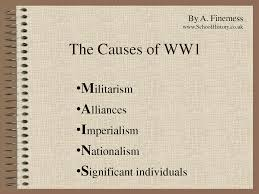 By A. Fineness
www.SchoolHistory.co.uk
The Causes of WW1
•Militarism
•Alliances
•Imperialism
•Nationalism
•Significant individuals